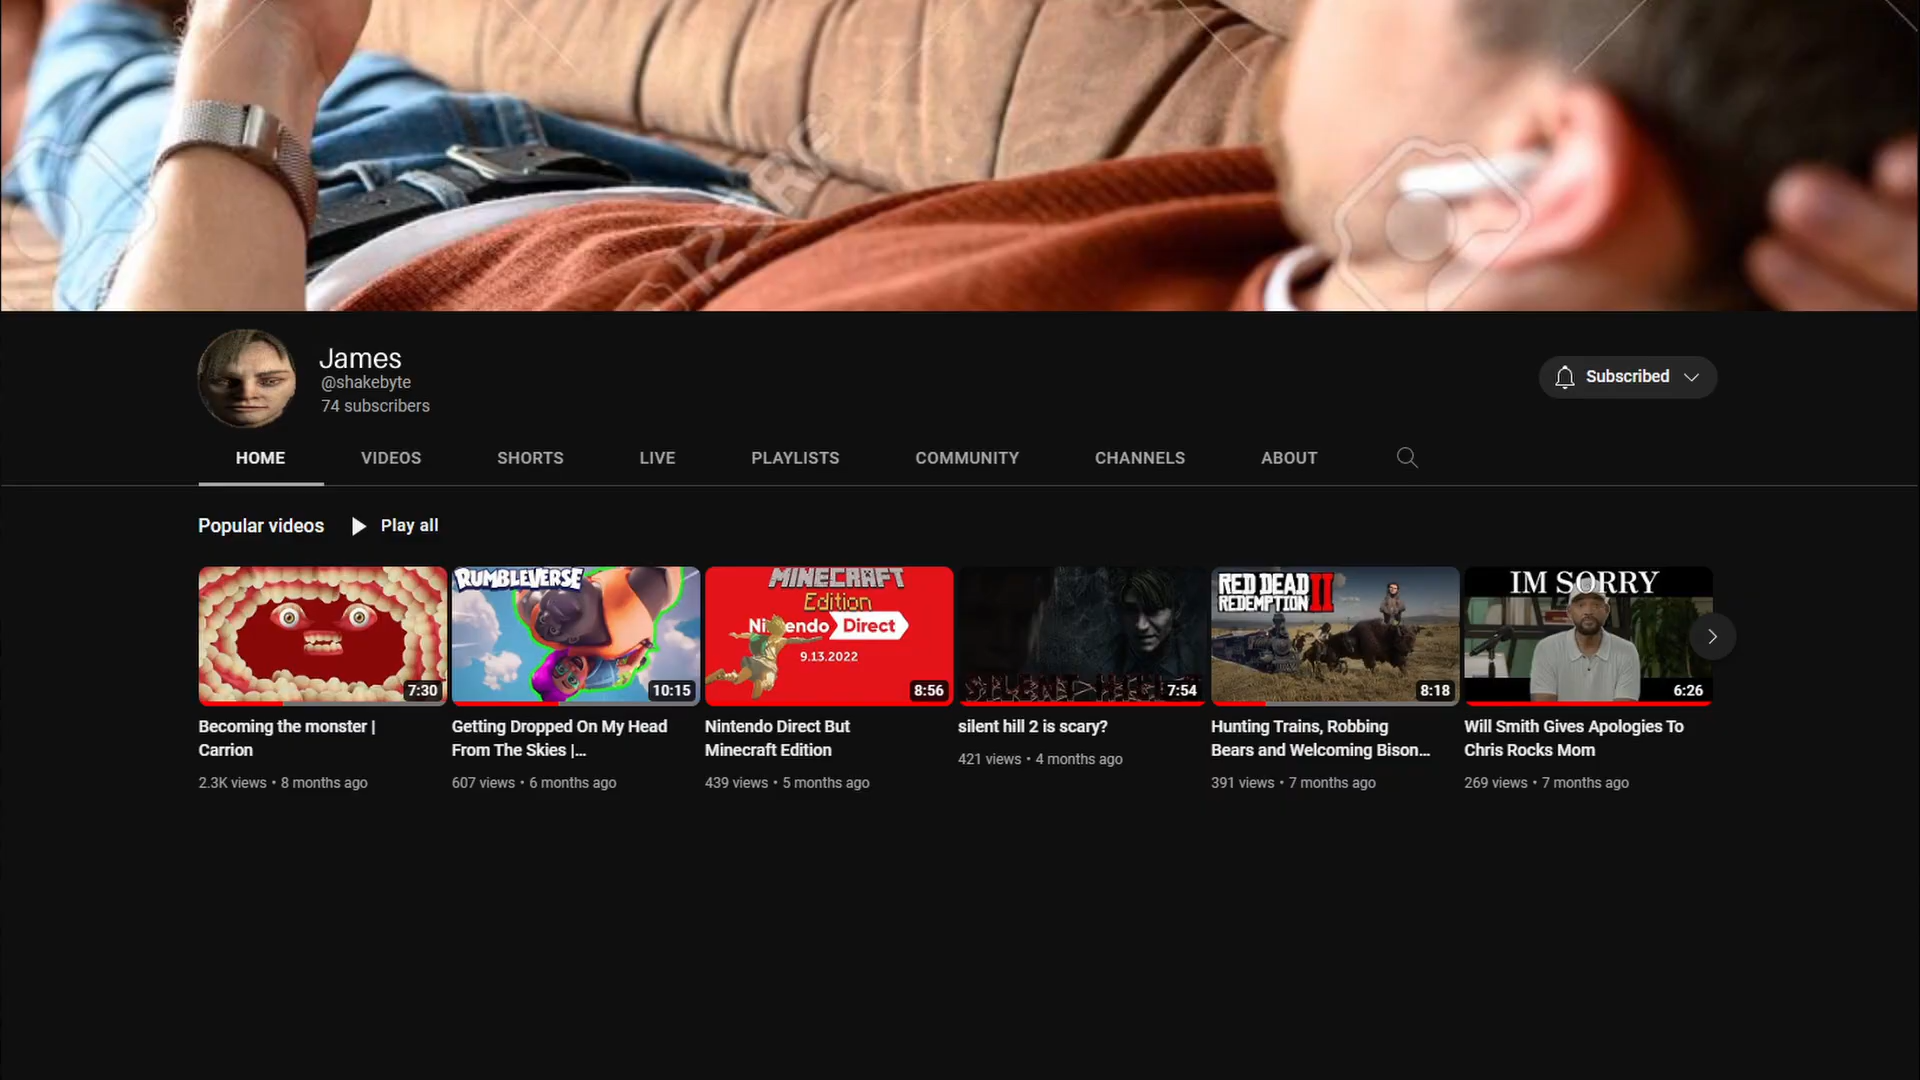 James
@shakebyte
74 subscribers
Subscribed
HOME VIDEOS SHORTS LIVE PLAYLISTS COMMUNITY CHANNELS ABOUT
Popular videos Play all
7:30
RUMBLEVERSE
10:15
MINECRAFT
Edition
Nintendo Direct
9.13.2022
8:56
SILENT HILL
7:54
RED DEAD
REDEMPTION II
8:18
IM SORRY
6:26
Becoming the monster |
Carrion
2.3K views • 8 months ago
Getting Dropped On My Head
From The Skies |...
607 views • 6 months ago
Nintendo Direct But
Minecraft Edition
439 views • 5 months ago
silent hill 2 is scary?
421 views • 4 months ago
Hunting Trains, Robbing
Bears and Welcoming Bison...
391 views • 7 months ago
Will Smith Gives Apologies To
Chris Rocks Mom
269 views • 7 months ago